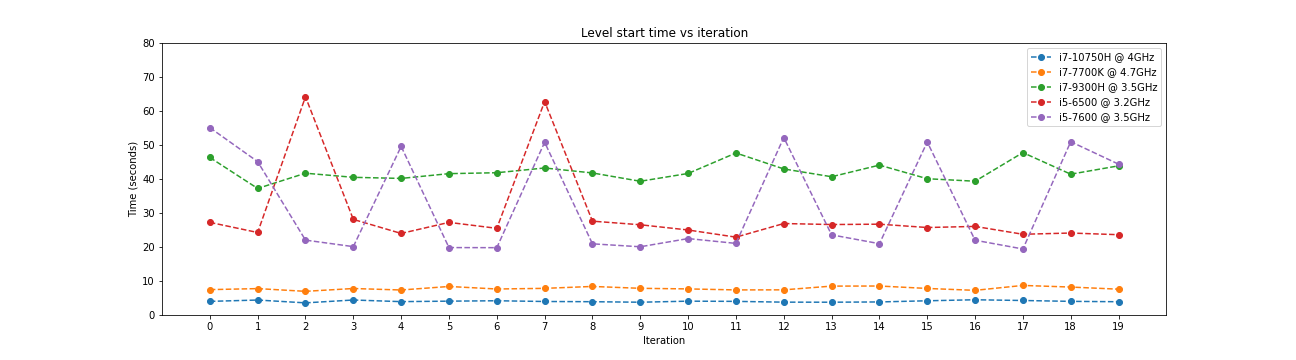 Level start time vs iteration
80
70
60
50
40
30
20
10
0
Time (seconds)
i7-10750H @ 4GHz
i7-7700K @ 4.7GHz
i7-9300H @ 3.5GHz
i5-6500 @ 3.2GHz
i5-7600 @ 3.5GHz
0 1 2 3 4 5 6 7 8 9 10 11 12 13 14 15 16 17 18 19
Iteration